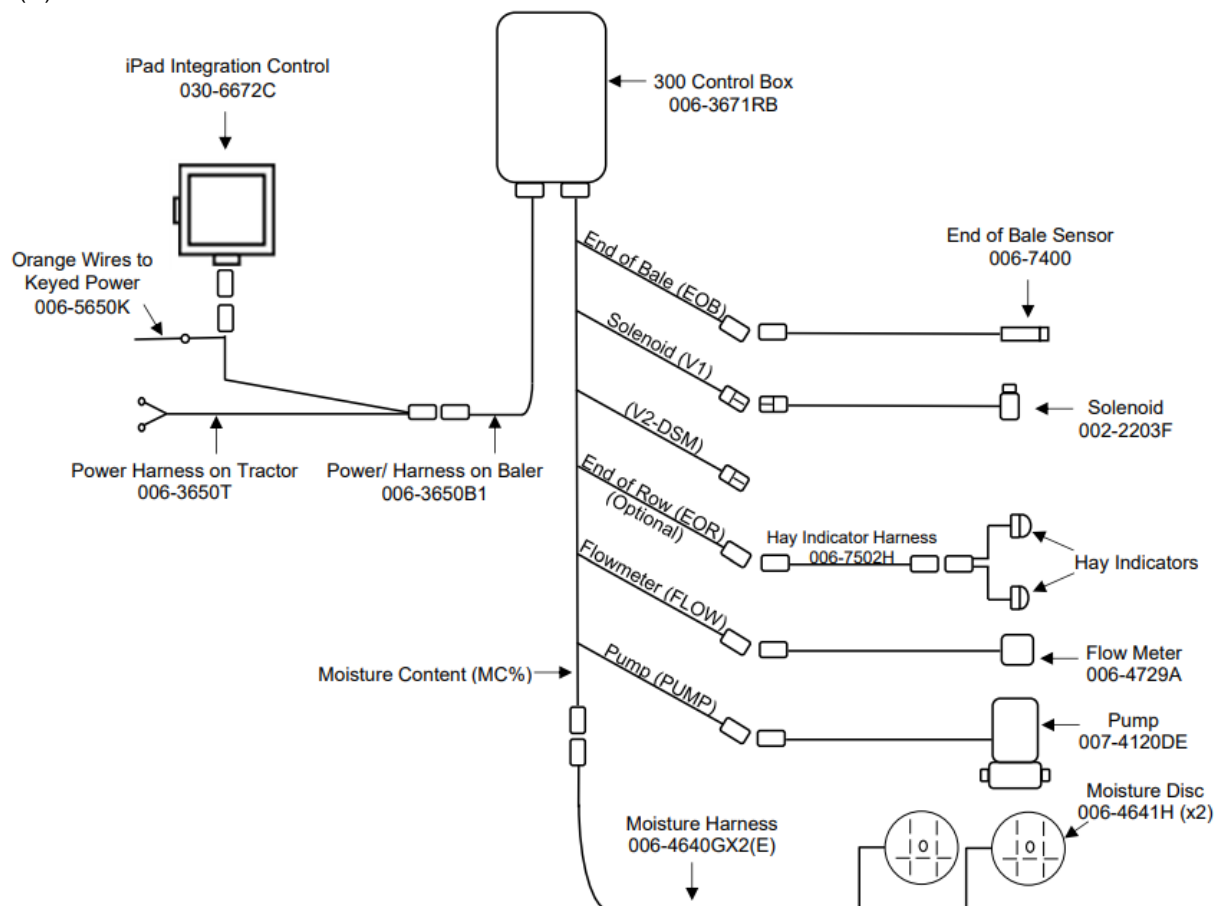 iPad Integration Control
030-6672C
300 Control Box
006-3671RB
Orange Wires to
Keyed Power
006-5650K
End of Bale (EOB)
End of Bale Sensor
006-7400
Solenoid (V1)
Solenoid
002-2203F
(V2-DSM)
Power Harness on Tractor
006-3650T
Power/ Harness on Baler
006-3650B1
End of Row (EOR)
(Optional)
Hay Indicator Harness
006-7502H
Hay Indicators
Flowmeter (FLOW)
Flow Meter
006-4729A
Moisture Content (MC%)
Pump (PUMP)
Pump
007-4120DE
Moisture Disc
006-4641H (x2)
Moisture Harness
006-4640GX2(E)